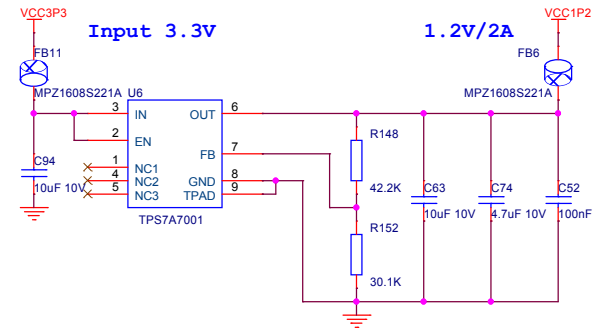 VCC3P3
VCC1P2
Input 3.3V
1.2V/2A
FB11
FB6
MPZ1608S221A
U6
MPZ1608S221A
3
IN
OUT
6
2
EN
R148
FB
7
C94
1
NC1
4
NC2
GND
8
42.2K
C63
C74
C52
10uF 10V
5
NC3
TPAD
9
10uF 10V
4.7uF 10V
100nF
TPS7A7001
R152
30.1K